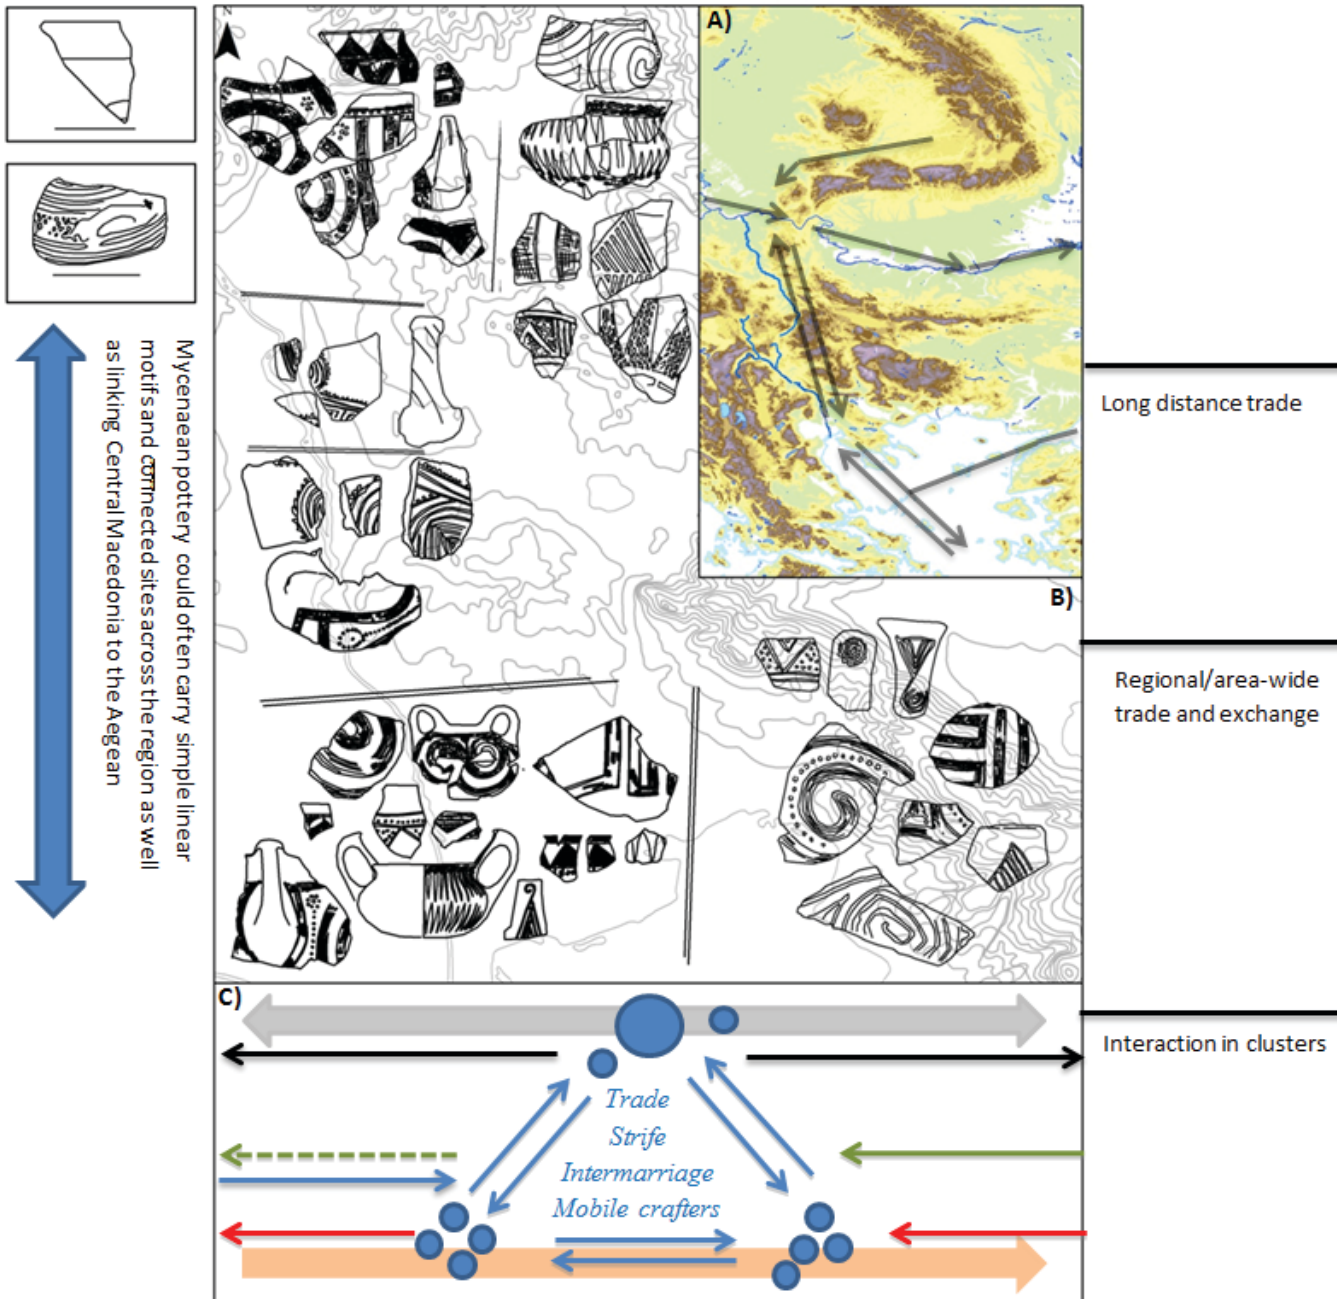 N
A)
B)
C)
Mycenaean pottery could often carry simple linear
motifs and connected sites across the region as well
as linking Central Macedonia to the Aegean
Long distance trade
Regional/area-wide
trade and exchange
Interaction in clusters
Trade
Strife
Intermarriage
Mobile crafters